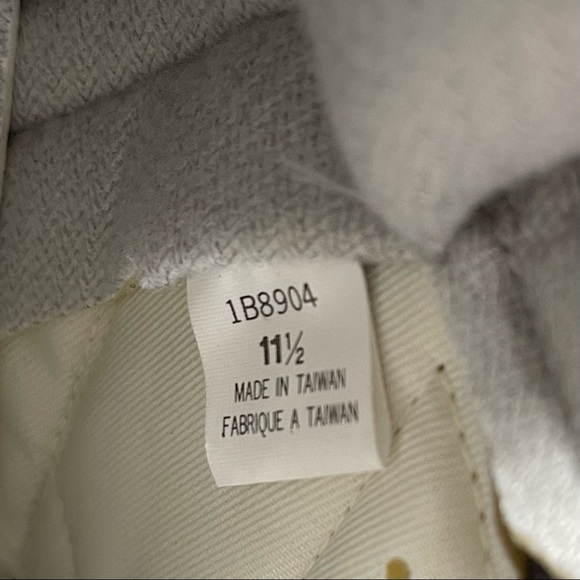 1B8904
11½
MADE IN TAIWAN
FABRIQUE A TAIWAN